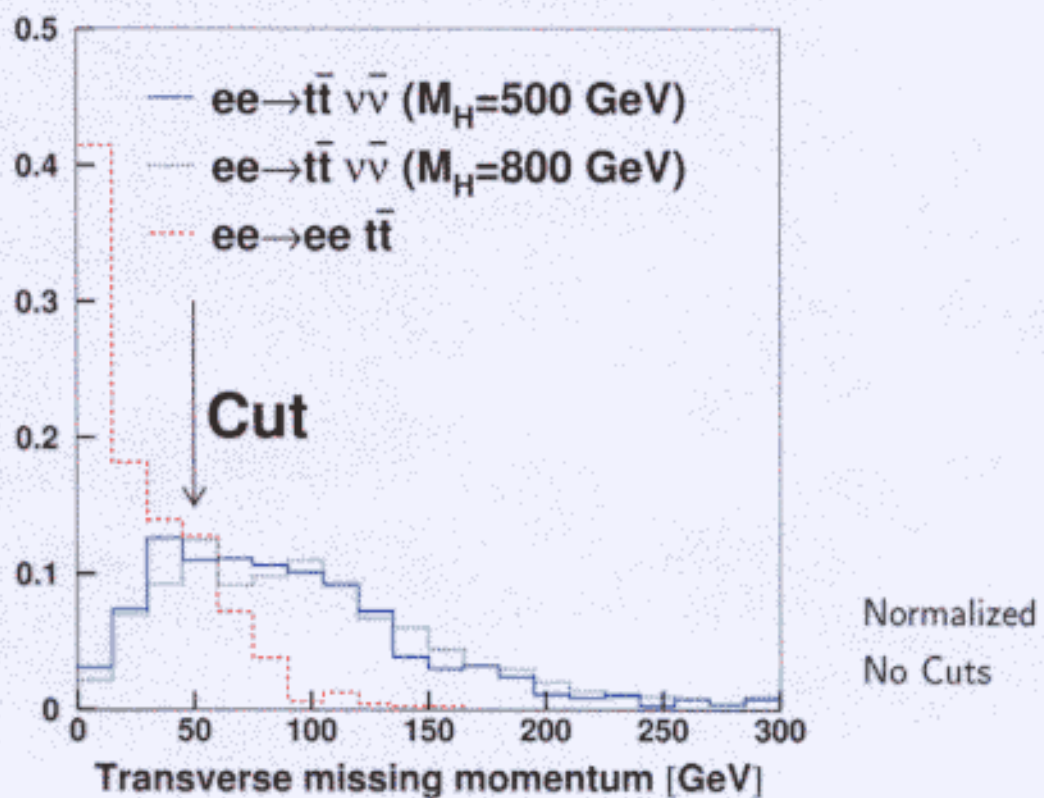 0.5
ee→tt̄ νν̄ (M_H=500 GeV)
0.4
ee→tt̄ νν̄ (M_H=800 GeV)
ee→ee tt̄
0.3
Cut
0.2
0.1
Normalized
No Cuts
0
0 50 100 150 200 250 300
Transverse missing momentum [GeV]